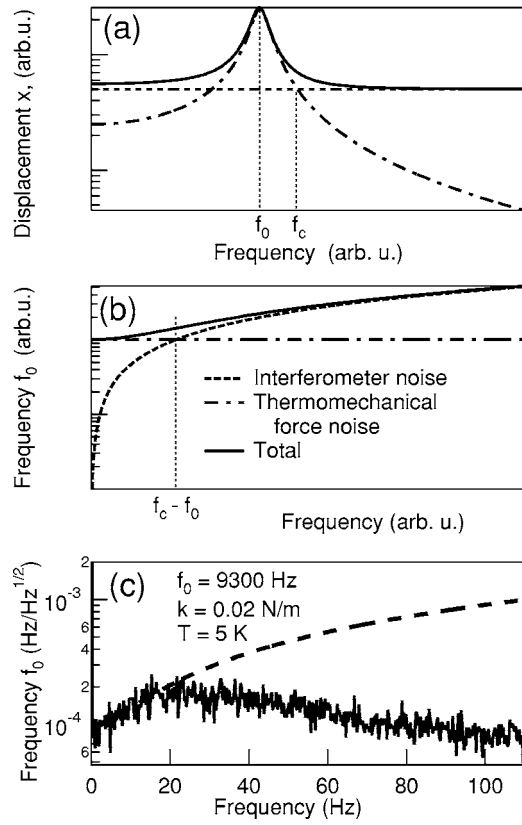 (a)
Displacement x, (arb.u.)
f0 fc
Frequency (arb. u.)
(b)
Frequency f0 (arb.u.)
Interferometer noise
Thermomechanical
force noise
Total
fc - f0
Frequency (arb. u.)
(c)
Frequency f0 (Hz/Hz^1/2)
f0 = 9300 Hz
k = 0.02 N/m
T = 5 K
2
10^-3
6
4
2
10^-4
6
0 20 40 60 80 100
Frequency (Hz)